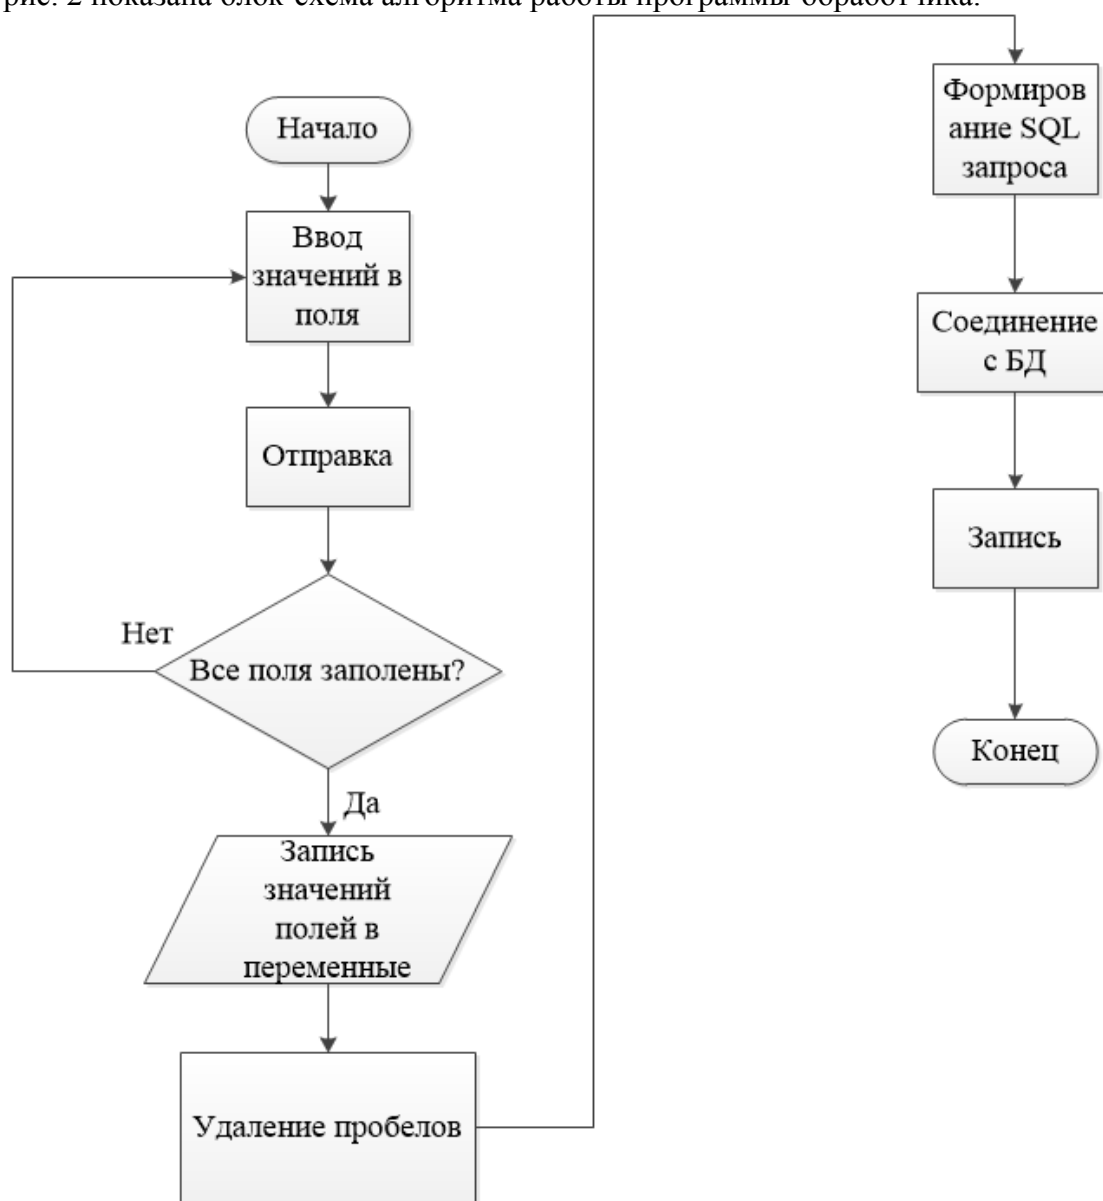 рис. 2 показана блок-схема алгоритма работы программы-обработчика.
Начало
Ввод
значений в
поля
Отправка
Нет
Все поля заполены?
Да
Запись
значений
полей в
переменные
Удаление пробелов
Формиров
ание SQL
запроса
Соединение
с БД
Запись
Конец